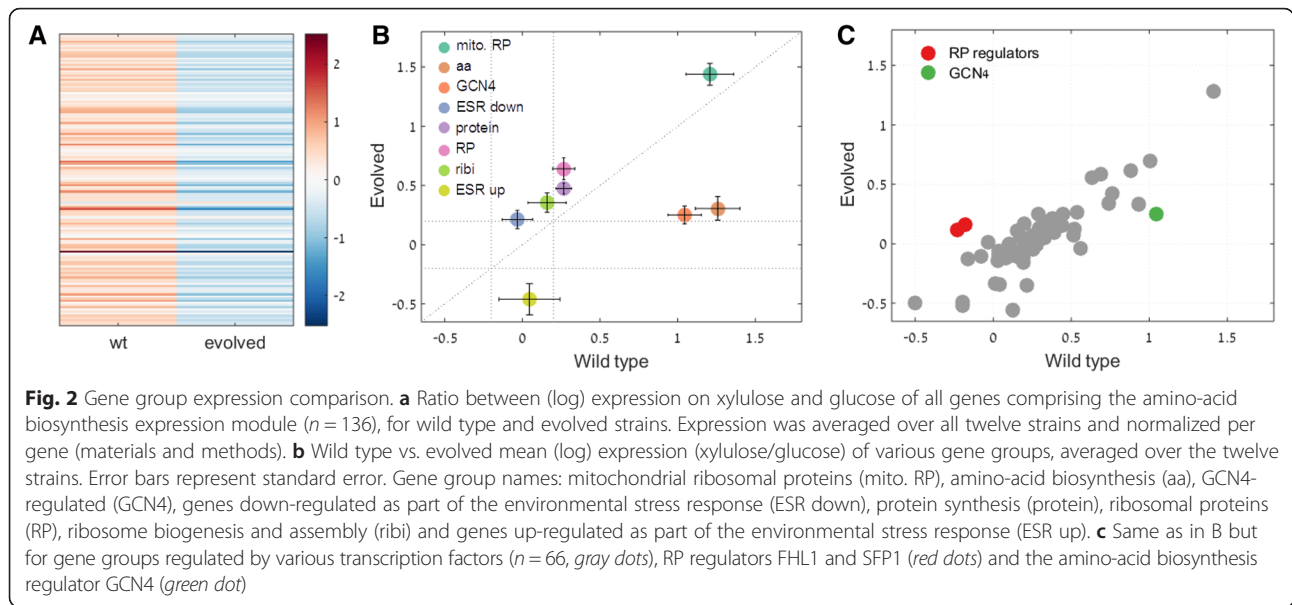 A
2
1
0
-1
-2
wt
evolved
B
mito. RP
aa
GCN4
ESR down
protein
RP
ribi
ESR up
1.5
1
0.5
0
-0.5
Evolved
-0.5
0
0.5
1
1.5
Wild type
C
RP regulators
GCN4
1.5
1
0.5
0
-0.5
Evolved
-0.5
0
0.5
1
1.5
Wild type
Fig. 2 Gene group expression comparison. a Ratio between (log) expression on xylulose and glucose of all genes comprising the amino-acid
biosynthesis expression module (n = 136), for wild type and evolved strains. Expression was averaged over all twelve strains and normalized per
gene (materials and methods). b Wild type vs. evolved mean (log) expression (xylulose/glucose) of various gene groups, averaged over the twelve
strains. Error bars represent standard error. Gene group names: mitochondrial ribosomal proteins (mito. RP), amino-acid biosynthesis (aa), GCN4-
regulated (GCN4), genes down-regulated as part of the environmental stress response (ESR down), protein synthesis (protein), ribosomal proteins
(RP), ribosome biogenesis and assembly (ribi) and genes up-regulated as part of the environmental stress response (ESR up). c Same as in B but
for gene groups regulated by various transcription factors (n = 66, gray dots), RP regulators FHL1 and SFP1 (red dots) and the amino-acid biosynthesis
regulator GCN4 (green dot)